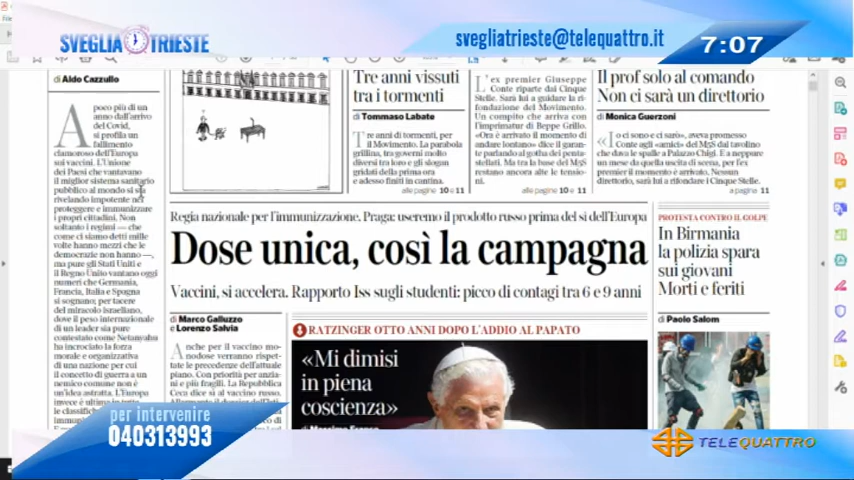 SVEGLIA TRIESTE
svegliatrieste@telequattro.it
7:07
di Aldo Cazzullo
A poco più di un
anno dall'arrivo
del Covid,
si profila un
fallimento
clamoroso dell'Europa
sui vaccini. L'Unione
dei Paesi che vantavano
il miglior sistema sanitario
pubblico al mondo si sta
rivelando impotente nel
proteggere e immunizzare
i propri cittadini. Non
soltanto i regimi — che
come ci siamo detti mille
volte hanno mezzi che le
democrazie non hanno —,
ma pure gli Stati Uniti e
il Regno Unito vantano oggi
numeri che Germania,
Francia, Italia e Spagna
si sognano; per tacere
del miracolo israeliano,
dove il peso internazionale
di un leader sia pure
contestato come Netanyahu
ha incrociato la forza
morale e organizzativa
di una nazione per cui
il concetto di guerra a un
nemico comune non è
un'idea astratta. L'Europa
invece è ultima in tutte
le classifiche
Tre anni vissuti
tra i tormenti
di Tommaso Labate
Tre anni di tormenti, per
il Movimento. La parabola
grillina, tra governi molto
diversi tra loro e gli slogan
gridati della prima ora
e adesso finiti in cantina.
alle pagine 10 e 11
L'ex premier Giuseppe
Conte riparte dai Cinque
Stelle. Sarà lui a guidare la ri-
fondazione del Movimento.
Un compito che arriva con
l'imprimatur di Beppe Grillo.
«Ora è arrivato il momento di
andare lontano» dice il garan-
te parlando al gotha dei penta-
stellati. Ma tra la base del M5S
restano ancora alte le tensio-
ni.
alle pagine 10 e 11
Il prof solo al comando
Non ci sarà un direttorio
di Monica Guerzoni
«Io ci sono e ci sarò», aveva promesso
Conte agli «amici» del M5S dal tavolino
che dava le spalle a Palazzo Chigi. E a neppure
un mese da quella uscita di scena, per l'ex
premier il momento è arrivato. Nessun
direttorio, sarà lui a rifondare i Cinque Stelle.
a pagina 11
Regia nazionale per l'immunizzazione. Praga: useremo il prodotto russo prima del sì dell'Europa
Dose unica, così la campagna
Vaccini, si accelera. Rapporto Iss sugli studenti: picco di contagi tra 6 e 9 anni
PROTESTA CONTRO IL GOLPE
In Birmania
la polizia spara
sui giovani
Morti e feriti
di Paolo Salom
di Marco Galluzzo
e Lorenzo Salvia
Anche per il vaccino mo-
nodose verranno rispet-
tate le precedenze dell'attuale
piano. Con priorità per anzia-
ni e più fragili. La Repubblica
Ceca dice sì al vaccino russo.
RATZINGER OTTO ANNI DOPO L'ADDIO AL PAPATO
«Mi dimisi
in piena
coscienza»
di Massimo Franco
per intervenire
040313993
TELEQUATTRO